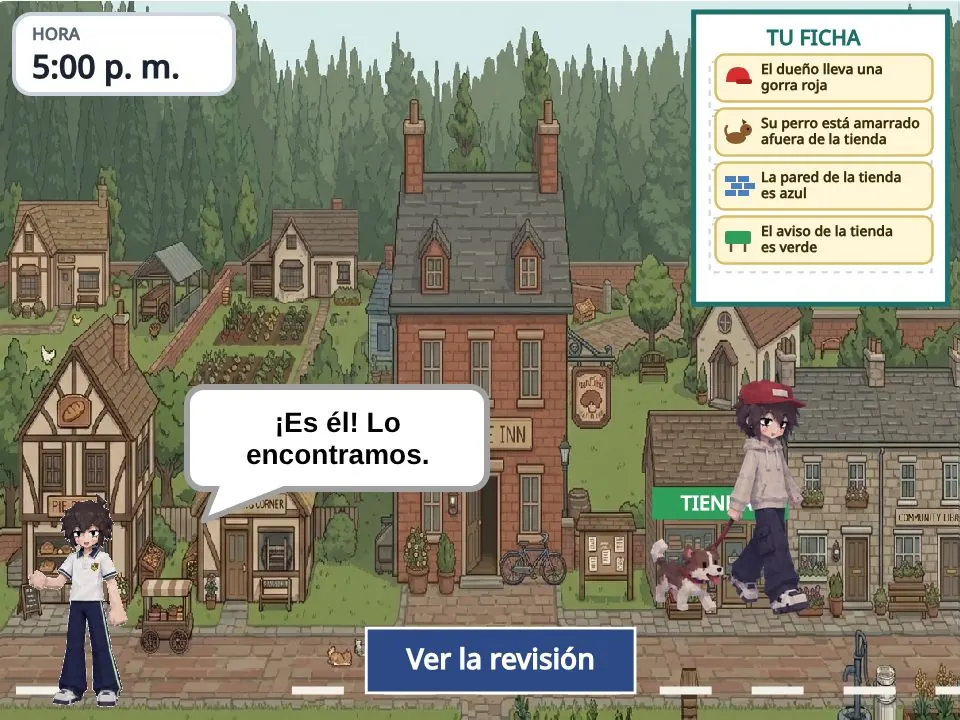 HORA
5:00 p. m.
TU FICHA
El dueño lleva una
gorra roja
Su perro está amarrado
afuera de la tienda
La pared de la tienda
es azul
El aviso de la tienda
es verde
¡Es él! Lo
encontramos.
INN
CORNER
COMMUNITY
Ver la revisión